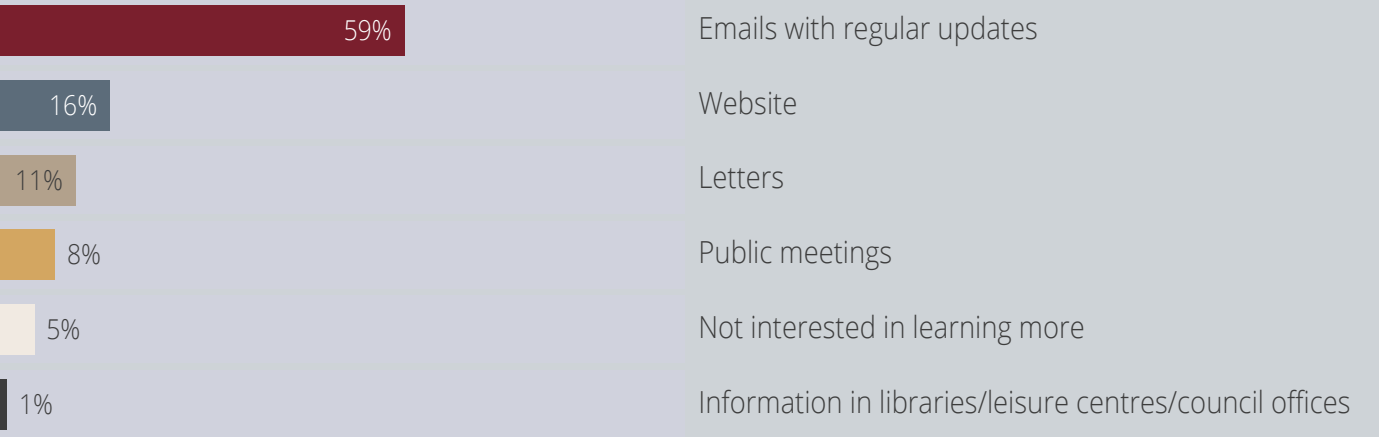 59% Emails with regular updates
16% Website
11% Letters
8% Public meetings
5% Not interested in learning more
1% Information in libraries/leisure centres/council offices